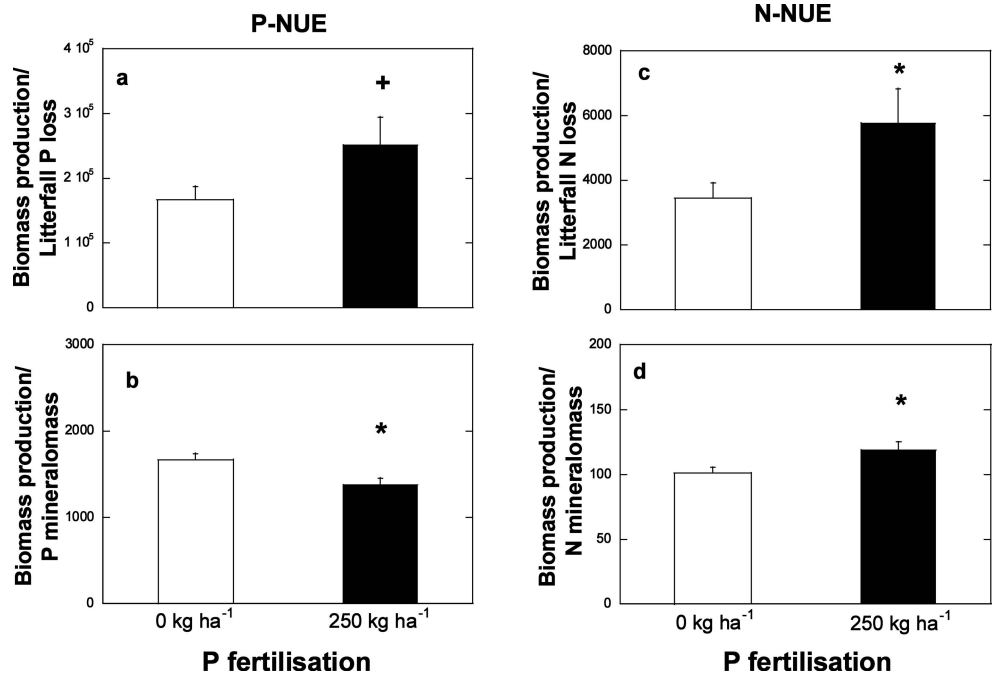 P-NUE
N-NUE
Biomass production/
Litterfall P loss
4 10⁵
3 10⁵
2 10⁵
1 10⁵
0
a
+
Biomass production/
Litterfall N loss
8000
6000
4000
2000
0
c
*
Biomass production/
P mineralomass
3000
2000
1000
0
b
*
0 kg ha⁻¹
250 kg ha⁻¹
P fertilisation
Biomass production/
N mineralomass
200
150
100
50
0
d
*
0 kg ha⁻¹
250 kg ha⁻¹
P fertilisation